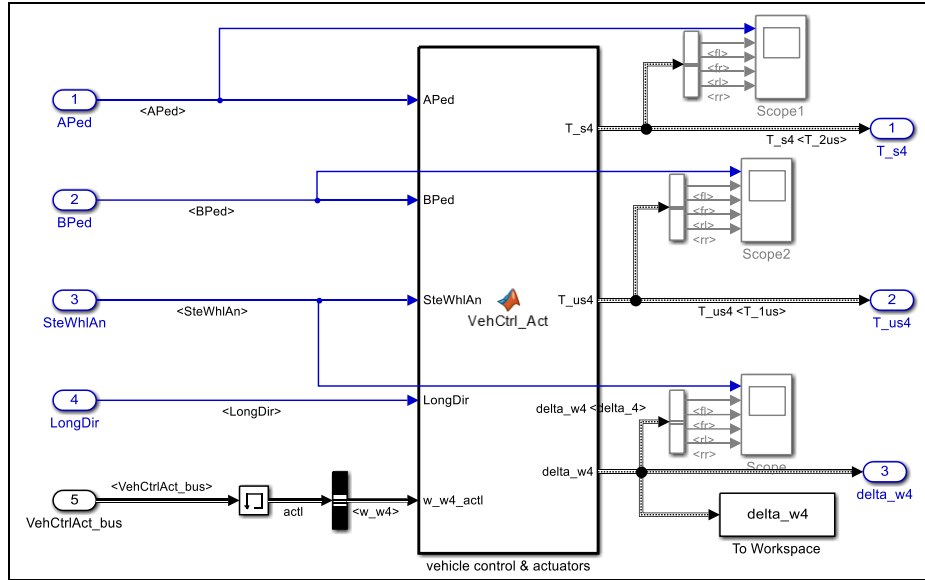 1
<APed>
APed
2
<BPed>
BPed
3
<SteWhlAn>
SteWhlAn
4
<LongDir>
LongDir
5
<VehCtrlAct_bus>
VehCtrlAct_bus
actl
<w_w4>
APed
BPed
SteWhlAn
LongDir
w_w4_actl
VehCtrl_Act
T_s4
T_us4
delta_w4 <delta_4>
delta_w4
vehicle control & actuators
<fl>
<fr>
<rl>
<rr>
Scope1
T_s4 <T_2us>
1
T_s4
<fl>
<fr>
<rl>
<rr>
Scope2
T_us4 <T_1us>
2
T_us4
<fl>
<fr>
<rl>
<rr>
Scope
3
delta_w4
delta_w4
To Workspace